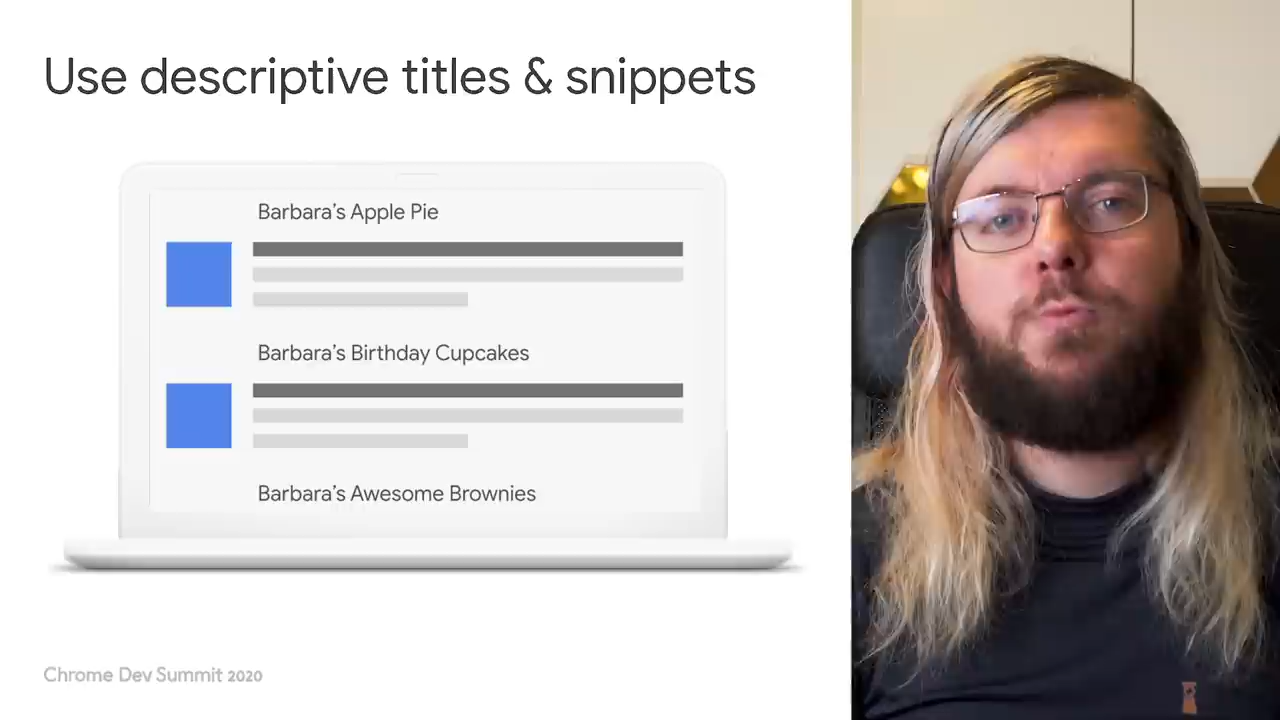 Use descriptive titles & snippets
Barbara's Apple Pie
Barbara's Birthday Cupcakes
Barbara's Awesome Brownies
Chrome Dev Summit 2020